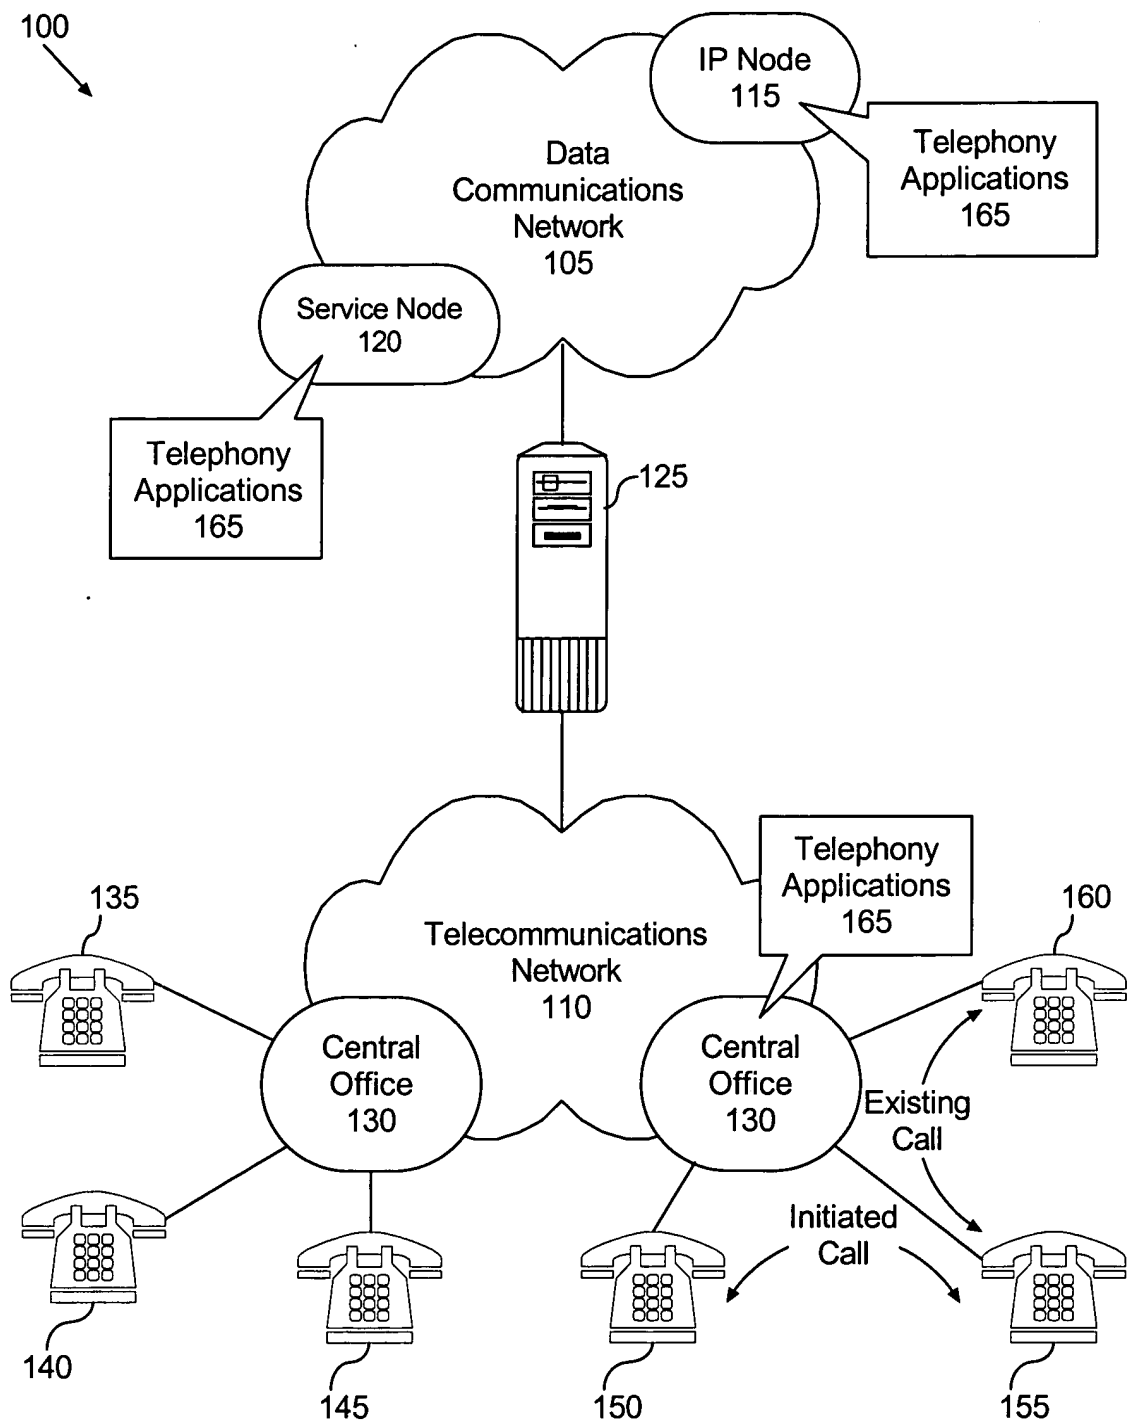 100
IP Node
115
Telephony
Applications
165
Data
Communications
Network
105
Service Node
120
Telephony
Applications
165
125
Telephony
Applications
165
135
160
Telecommunications
Network
110
Central
Office
130
Central
Office
130
Existing
Call
Initiated
Call
140
145
150
155